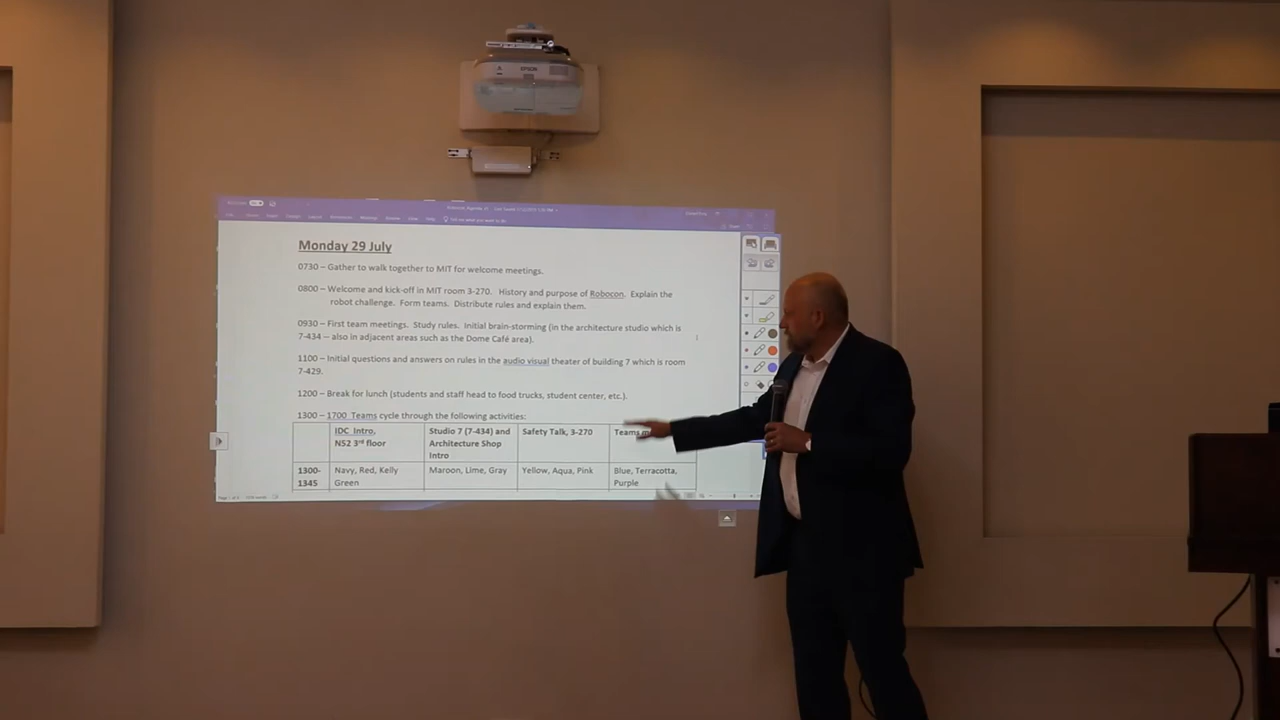 EPSON
Monday 29 July
0730 – Gather to walk together to MIT for welcome meetings.
0800 – Welcome and kick-off in MIT room 3-270.   History and purpose of Robocon.  Explain the
robot challenge.  Form teams.  Distribute rules and explain them.
0930 – First team meetings.  Study rules.  Initial brain-storming (in the architecture studio which is
7-434 – also in adjacent areas such as the Dome Café area).
1100 – Initial questions and answers on rules in the audio visual theater of building 7 which is room
7-429.
1200 – Break for lunch (students and staff head to food trucks, student center, etc.).
1300 – 1700  Teams cycle through the following activities:
IDC  Intro,
N52 3rd floor
Studio 7 (7-434) and
Architecture Shop
Intro
Safety Talk, 3-270
Teams
1300-
1345
Navy, Red, Kelly
Green
Maroon, Lime, Gray
Yellow, Aqua, Pink
Blue, Terracotta,
Purple